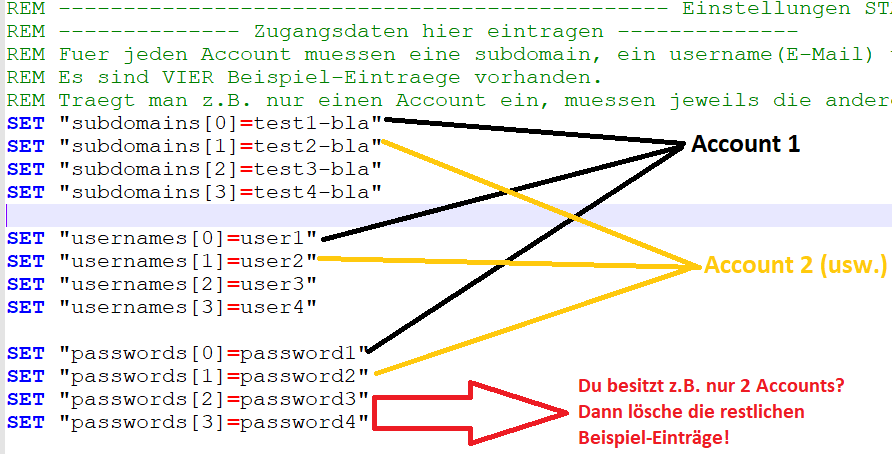 REM ----------------------------------------------- Einstellungen STA
REM ------------- Zugangsdaten hier eintragen --------------
REM Fuer jeden Account muessen eine subdomain, ein username(E-Mail)
REM Es sind VIER Beispiel-Eintraege vorhanden.
REM Traegt man z.B. nur einen Account ein, muessen jeweils die andere
SET "subdomains[0]=test1-bla"
Account 1
SET "subdomains[1]=test2-bla"
SET "subdomains[2]=test3-bla"
SET "subdomains[3]=test4-bla"
SET "usernames[0]=user1"
SET "usernames[1]=user2"
Account 2 (usw.)
SET "usernames[2]=user3"
SET "usernames[3]=user4"
SET "passwords[0]=password1"
SET "passwords[1]=password2"
SET "passwords[2]=password3"
SET "passwords[3]=password4"
Du besitzt z.B. nur 2 Accounts?
Dann lösche die restlichen
Beispiel-Einträge!